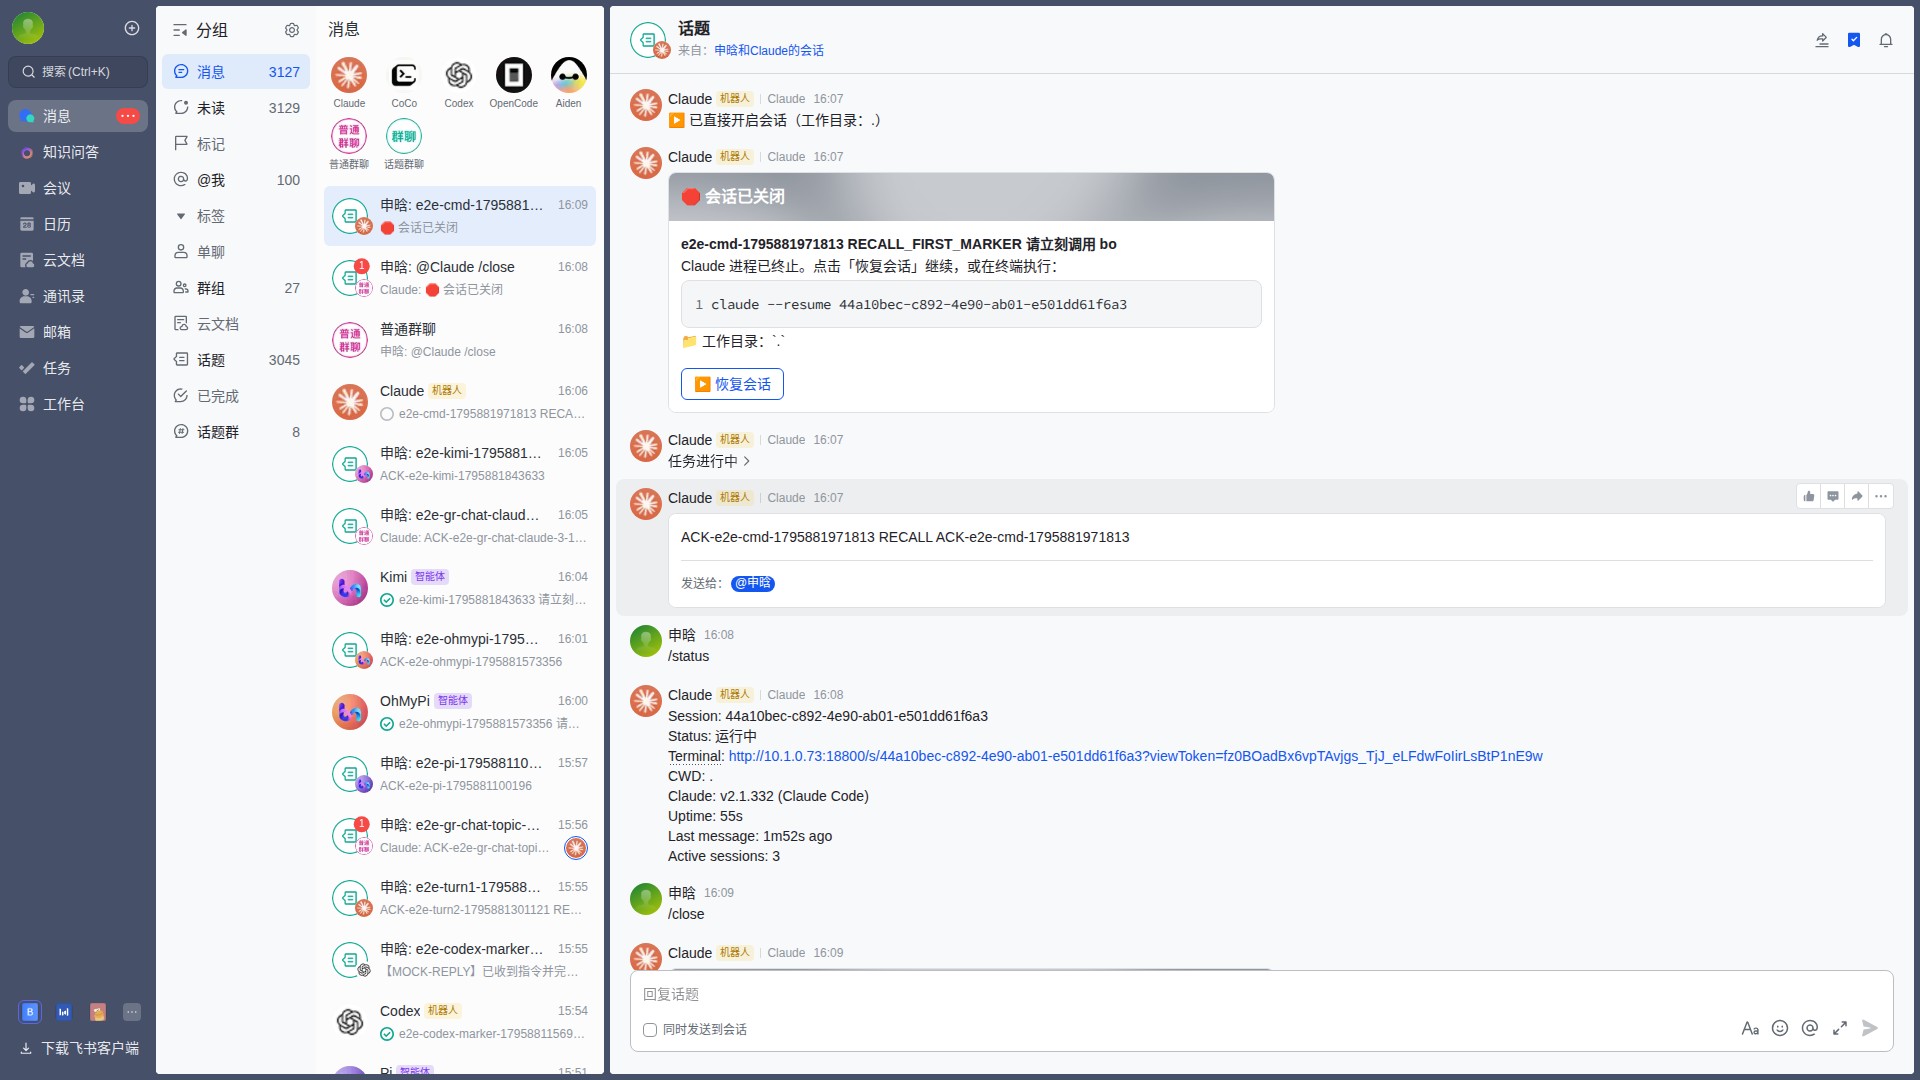 搜索 (Ctrl+K)
消息
知识问答
会议
日历
云文档
通讯录
邮箱
任务
工作台
下载飞书客户端
分组
消息 3127
未读 3129
标记
@我 100
标签
单聊
群组 27
云文档
话题 3045
已完成
话题群 8
消息
Claude CoCo Codex OpenCode Aiden
普通群聊 群聊
普通群聊 话题群聊
申晗: e2e-cmd-1795881... 16:09
会话已关闭
1
申晗: @Claude /close 16:08
Claude: 会话已关闭
普通群聊 16:08
申晗: @Claude /close
Claude 机器人 16:06
e2e-cmd-1795881971813 RECA...
申晗: e2e-kimi-1795881... 16:05
ACK-e2e-kimi-1795881843633
申晗: e2e-gr-chat-claud... 16:05
Claude: ACK-e2e-gr-chat-claude-3-1...
Kimi 智能体 16:04
e2e-kimi-1795881843633 请立刻...
申晗: e2e-ohmypi-1795... 16:01
ACK-e2e-ohmypi-1795881573356
OhMyPi 智能体 16:00
e2e-ohmypi-1795881573356 请...
申晗: e2e-pi-179588110... 15:57
ACK-e2e-pi-1795881100196
1
申晗: e2e-gr-chat-topic-... 15:56
Claude: ACK-e2e-gr-chat-topi...
申晗: e2e-turn1-179588... 15:55
ACK-e2e-turn2-1795881301121 RE...
申晗: e2e-codex-marker... 15:55
【MOCK-REPLY】已收到指令并完...
Codex 机器人 15:54
e2e-codex-marker-17958811569...
Pi 智能体 15:51
话题
来自: 申晗和Claude的会话
Claude 机器人 Claude 16:07
已直接开启会话（工作目录: .）
Claude 机器人 Claude 16:07
会话已关闭
e2e-cmd-1795881971813 RECALL_FIRST_MARKER 请立刻调用 bo
Claude 进程已终止。点击「恢复会话」继续，或在终端执行：
1 claude --resume 44a10bec-c892-4e90-ab01-e501dd61f6a3
工作目录：`.`
恢复会话
Claude 机器人 Claude 16:07
任务进行中
Claude 机器人 Claude 16:07
ACK-e2e-cmd-1795881971813 RECALL ACK-e2e-cmd-1795881971813
发送给: @申晗
申晗 16:08
/status
Claude 机器人 Claude 16:08
Session: 44a10bec-c892-4e90-ab01-e501dd61f6a3
Status: 运行中
Terminal: http://10.1.0.73:18800/s/44a10bec-c892-4e90-ab01-e501dd61f6a3?viewToken=fz0BOadBx6vpTAvjgs_TjJ_eLFdwFoIirLsBtP1nE9w
CWD: .
Claude: v2.1.332 (Claude Code)
Uptime: 55s
Last message: 1m52s ago
Active sessions: 3
申晗 16:09
/close
Claude 机器人 Claude 16:09
回复话题
同时发送到会话